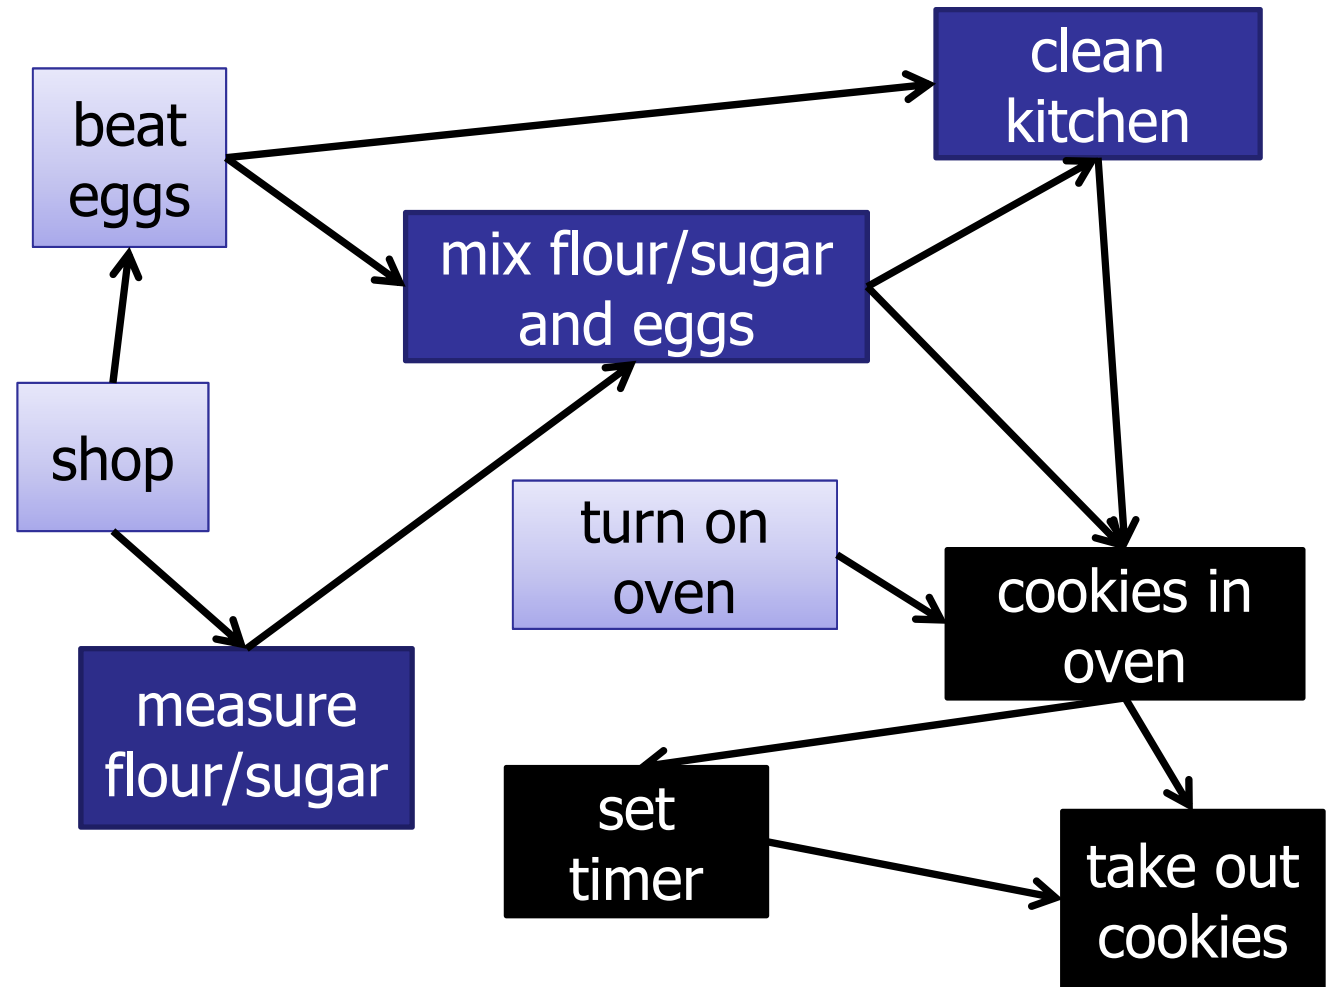 clean
kitchen
beat
eggs
mix flour/sugar
and eggs
shop
turn on
oven
cookies in
oven
measure
flour/sugar
set
timer
take out
cookies